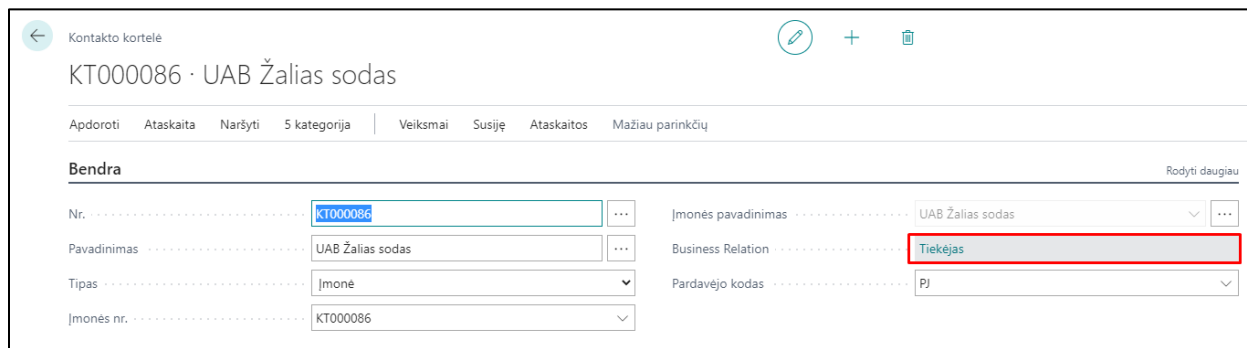 Kontakto kortelė
KT000086 · UAB Žalias sodas
Apdoroti Ataskaita Naršyti 5 kategorija Veiksmai Susiję Ataskaitos Mažiau parinkčių
Bendra Rodyti daugiau
Nr. KT000086 Įmonės pavadinimas UAB Žalias sodas
Pavadinimas UAB Žalias sodas Business Relation Tiekėjas
Tipas Įmonė Pardavėjo kodas PJ
Įmonės nr. KT000086